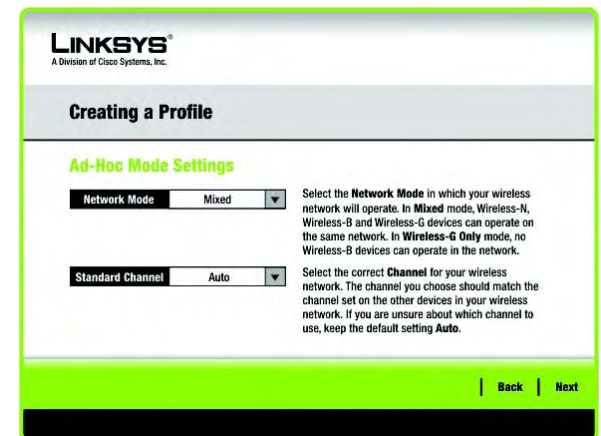 LINKSYS®
A Division of Cisco Systems, Inc.
Creating a Profile
Ad-Hoc Mode Settings
Network Mode Mixed
Select the Network Mode in which your wireless
network will operate. In Mixed mode, Wireless-N,
Wireless-B and Wireless-G devices can operate on
the same network. In Wireless-G Only mode, no
Wireless-B devices can operate in the network.
Standard Channel Auto
Select the correct Channel for your wireless
network. The channel you choose should match the
channel set on the other devices in your wireless
network. If you are unsure about which channel to
use, keep the default setting Auto.
Back Next